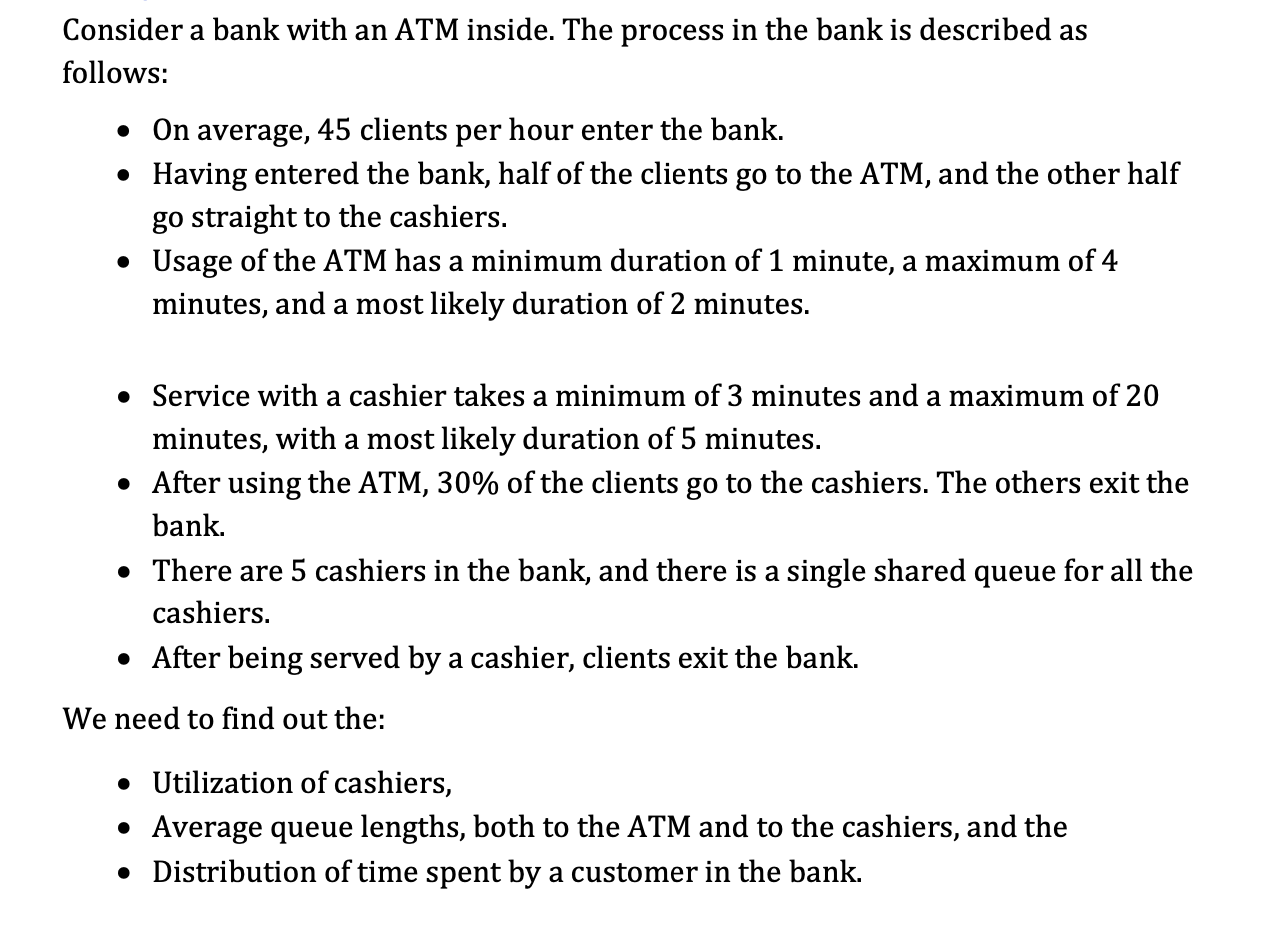 Consider a bank with an ATM inside. The process in the bank is described as
follows:
• On average, 45 clients per hour enter the bank.
• Having entered the bank, half of the clients go to the ATM, and the other half
go straight to the cashiers.
• Usage of the ATM has a minimum duration of 1 minute, a maximum of 4
minutes, and a most likely duration of 2 minutes.
• Service with a cashier takes a minimum of 3 minutes and a maximum of 20
minutes, with a most likely duration of 5 minutes.
• After using the ATM, 30% of the clients go to the cashiers. The others exit the
bank.
• There are 5 cashiers in the bank, and there is a single shared queue for all the
cashiers.
• After being served by a cashier, clients exit the bank.
We need to find out the:
• Utilization of cashiers,
• Average queue lengths, both to the ATM and to the cashiers, and the
• Distribution of time spent by a customer in the bank.